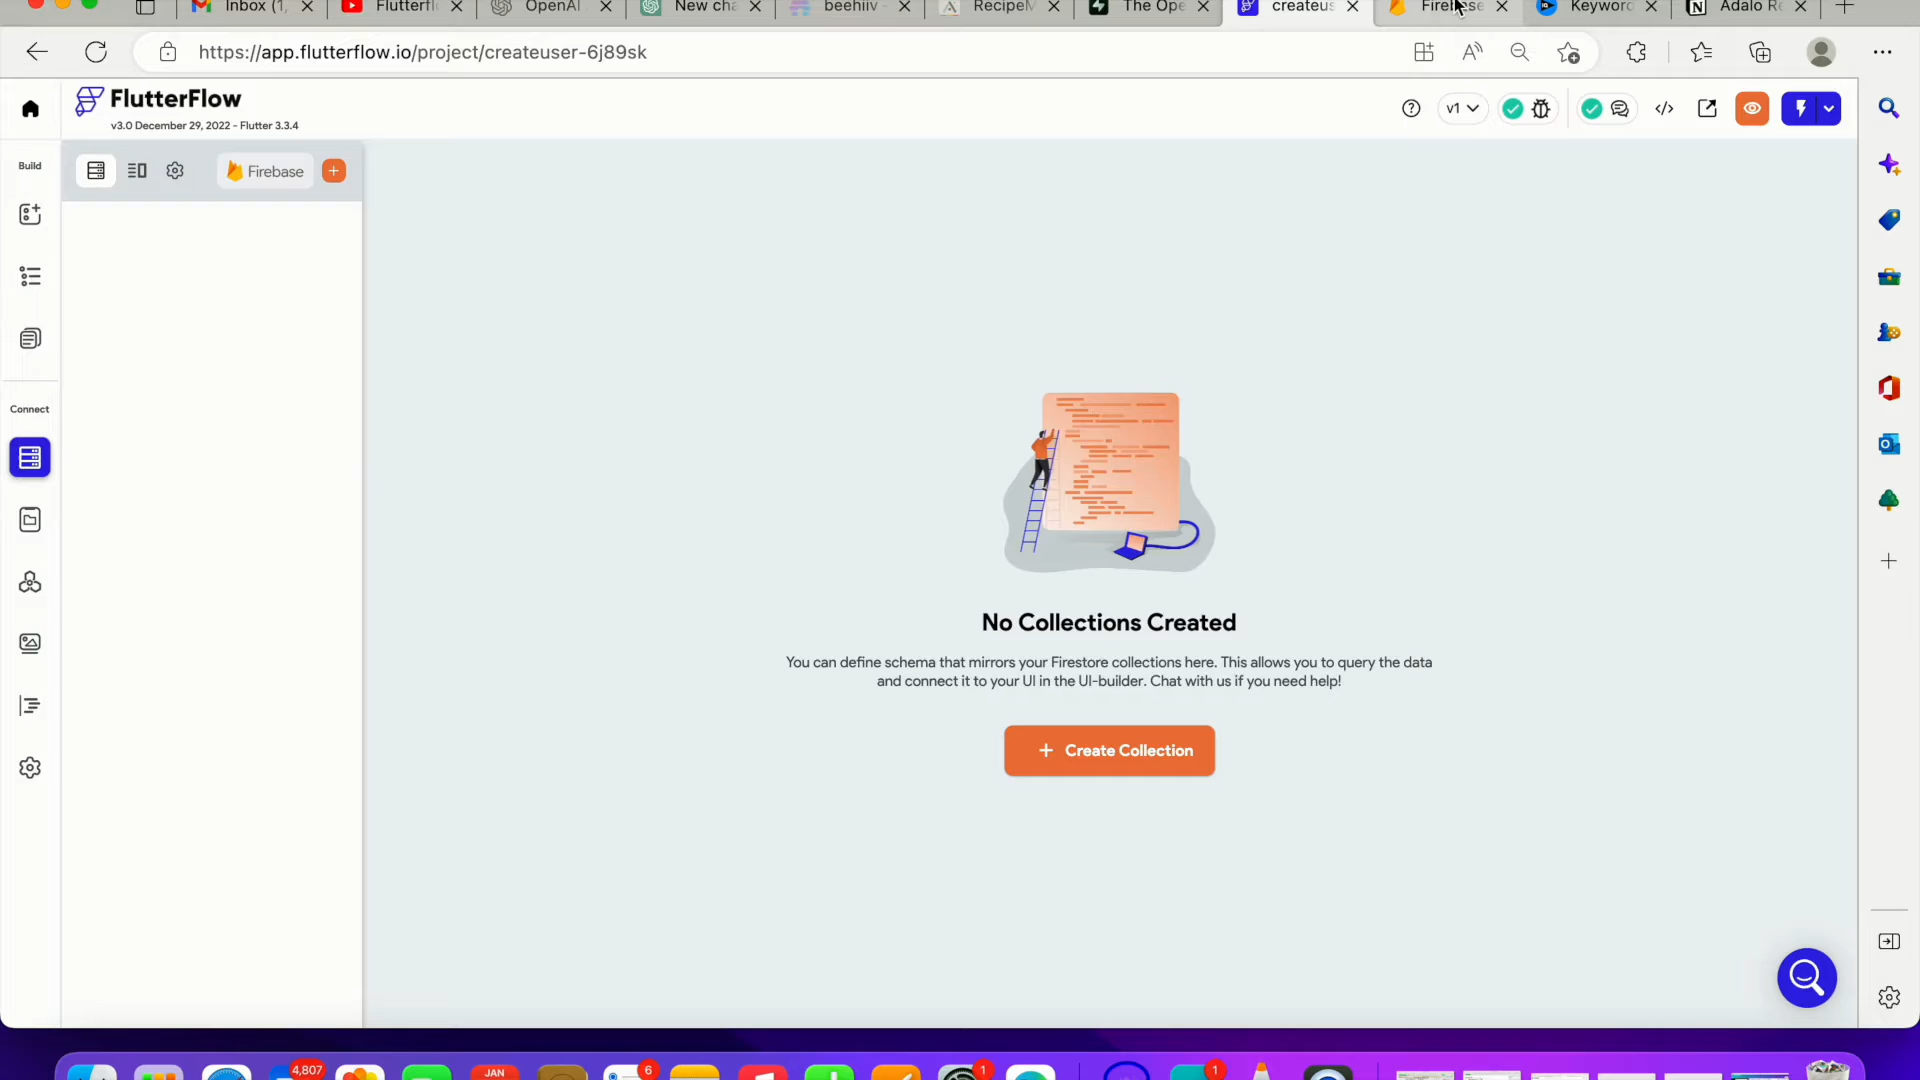 Inbox (1,
Flutterfl
OpenAI
New cha
beehiiv -
RecipeM
The Ope
createus
Firebase
Keyword
Adalo Re
https://app.flutterflow.io/project/createuser-6j89sk
FlutterFlow
v3.0 December 29, 2022 - Flutter 3.3.4
v1
Build
Firebase
Connect
No Collections Created
You can define schema that mirrors your Firestore collections here. This allows you to query the data
and connect it to your UI in the UI-builder. Chat with us if you need help!
+ Create Collection
4,807
JAN
6
1
1